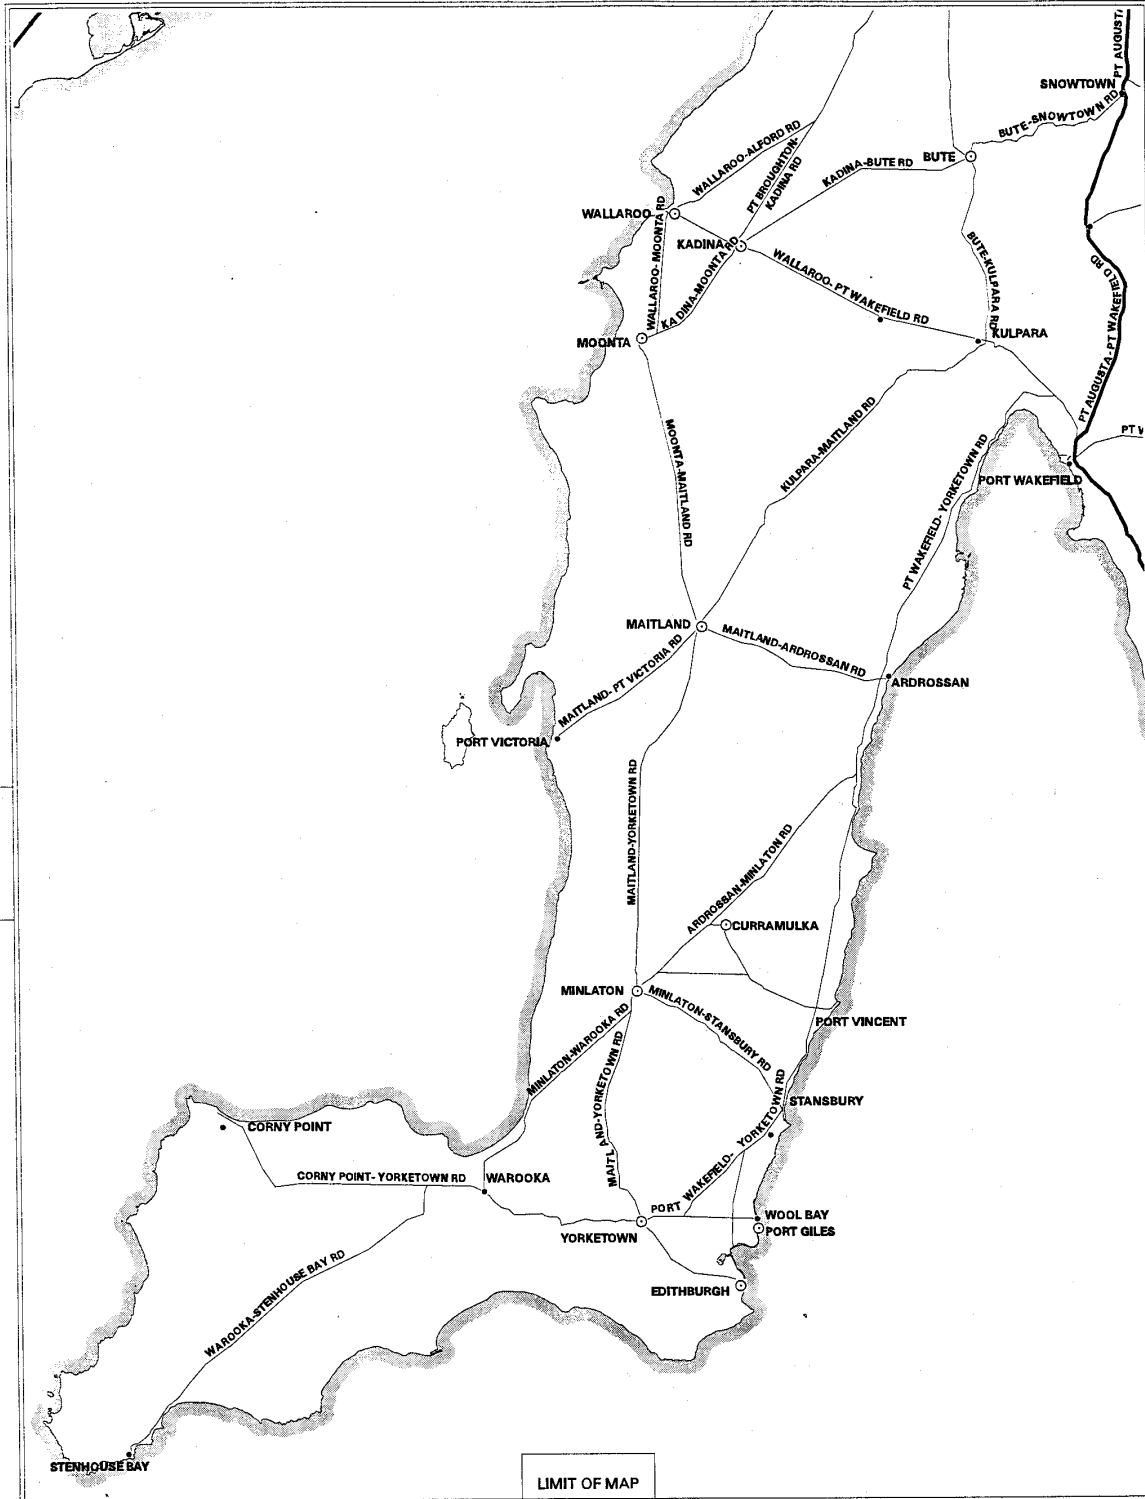 PT AUGUST
SNOWTOWN
BUTE-SNOWTOWN RD
WALLAROO-ALFORD RD
PT BROUGHTON-
KADINA RD
KADINA-BUTE RD
BUTE
WALLAROO
WALLAROO-MOONTA RD
KADINA
KADINA-MOONTA RD
WALLAROO-PT WAKEFIELD RD
BUTE-KULPARA RD
PT AUGUSTA-PT WAKEFIELD RD
KULPARA
MOONTA
MOONTA-MAITLAND RD
KULPARA-MAITLAND RD
PT WAKEFIELD-YORKETOWN RD
PT
PORT WAKEFIELD
MAITLAND
MAITLAND-ARDROSSAN RD
MAITLAND-PT VICTORIA RD
ARDROSSAN
PORT VICTORIA
MAITLAND-YORKETOWN RD
ARDROSSAN-MINLATON RD
CURRAMULKA
MINLATON
MINLATON-STANSBURY RD
PORT VINCENT
MINLATON-WAROOKA RD
MAITLAND-YORKETOWN RD
STANSBURY
CORNY POINT
CORNY POINT-YORKETOWN RD
WAROOKA
PORT WAKEFIELD-YORKETOWN RD
WOOL BAY
PORT GILES
YORKETOWN
WAROOKA-STENHOUSE BAY RD
EDITHBURGH
STENHOUSE BAY
LIMIT OF MAP